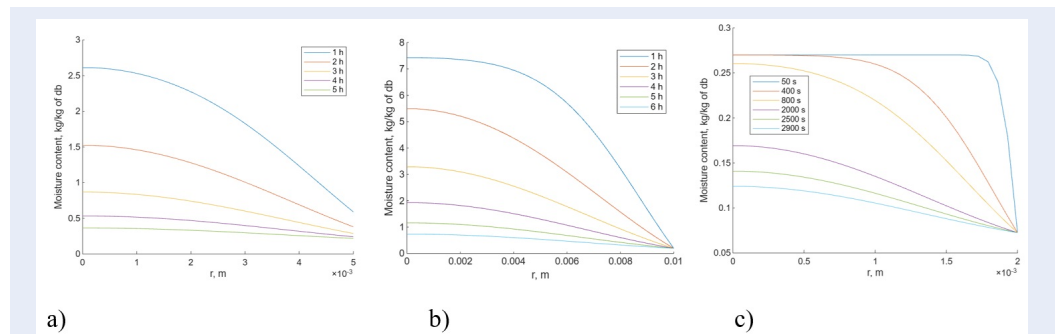 3
2.5
2
1.5
1
0.5
0
Moisture content, kg/kg of db
1 h
2 h
3 h
4 h
5 h
0 1 2 3 4 5
r, m
×10⁻³
a)
8
7
6
5
4
3
2
1
0
Moisture content, kg/kg of db
1 h
2 h
3 h
4 h
5 h
6 h
0 0.002 0.004 0.006 0.008 0.01
r, m
b)
0.3
0.25
0.2
0.15
0.1
0.05
Moisture content, kg/kg of db
50 s
400 s
800 s
2000 s
2500 s
2900 s
0 0.5 1 1.5 2
r, m
×10⁻³
c)